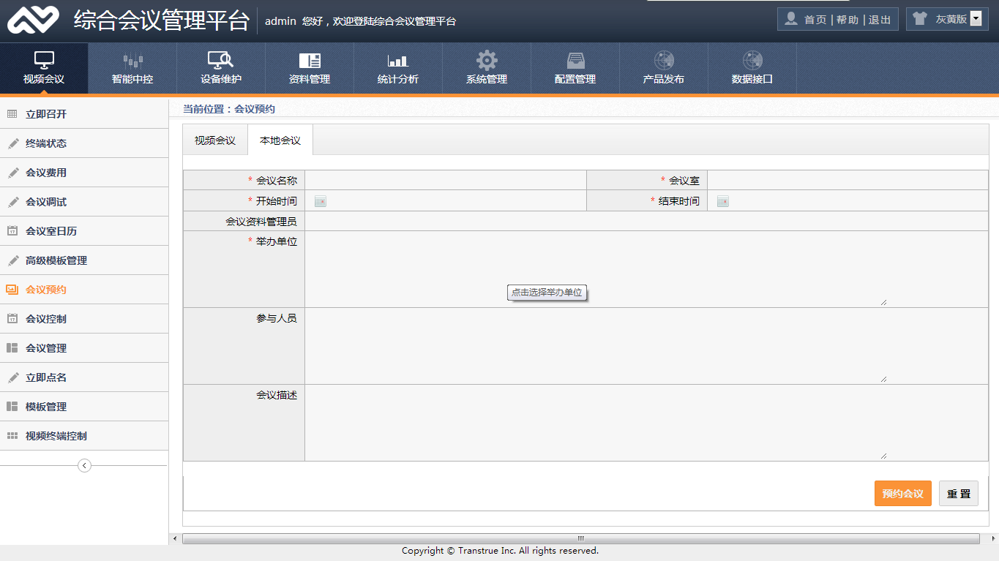 综合会议管理平台
admin 您好，欢迎登陆综合会议管理平台
首页 | 帮助 | 退出
灰黄版
视频会议 智能中控 设备维护 资料管理 统计分析 系统管理 配置管理 产品发布 数据接口
立即召开
终端状态
会议费用
会议调试
会议室日历
高级模板管理
会议预约
会议控制
会议管理
立即点名
模板管理
视频终端控制
当前位置：会议预约
视频会议 本地会议
* 会议名称 * 会议室
* 开始时间 * 结束时间
会议资料管理员
* 举办单位
点击选择举办单位
参与人员
会议描述
预约会议 重 置
Copyright © Transtrue Inc. All rights reserved.